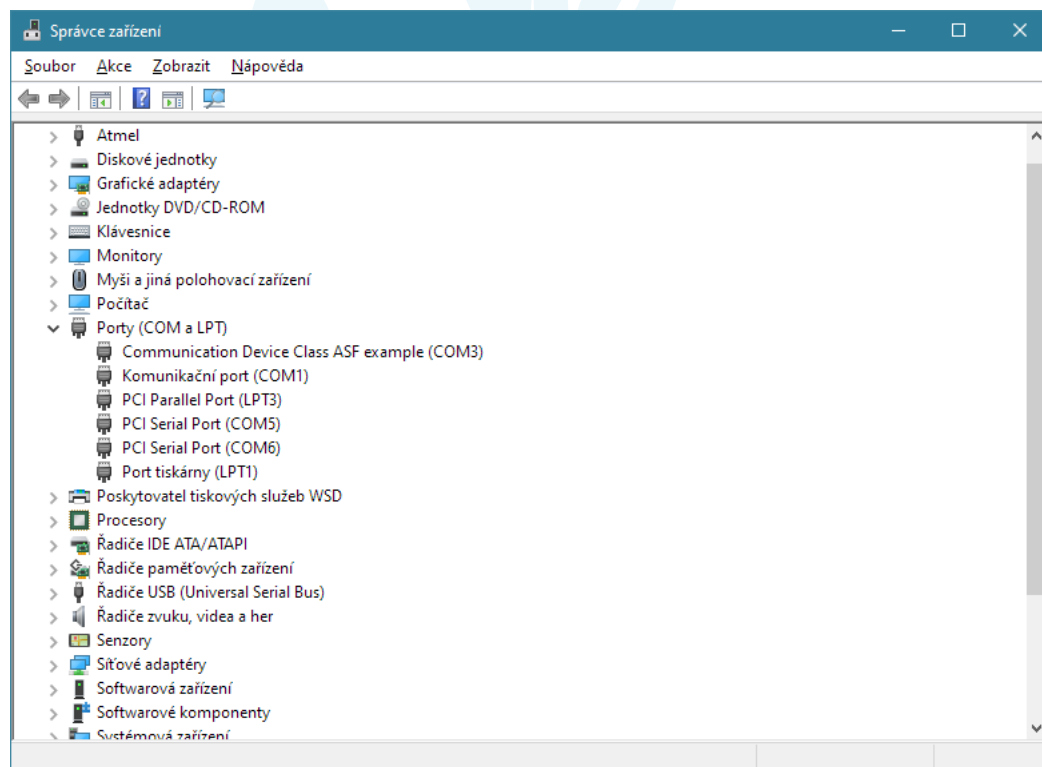 Správce zařízení
Soubor Akce Zobrazit Nápověda
Atmel
Diskové jednotky
Grafické adaptéry
Jednotky DVD/CD-ROM
Klávesnice
Monitory
Myši a jiná polohovací zařízení
Počítač
Porty (COM a LPT)
Communication Device Class ASF example (COM3)
Komunikační port (COM1)
PCI Parallel Port (LPT3)
PCI Serial Port (COM5)
PCI Serial Port (COM6)
Port tiskárny (LPT1)
Poskytovatel tiskových služeb WSD
Procesory
Řadiče IDE ATA/ATAPI
Řadiče paměťových zařízení
Řadiče USB (Universal Serial Bus)
Řadiče zvuku, videa a her
Senzory
Síťové adaptéry
Softwarová zařízení
Softwarové komponenty
Systémová zařízení